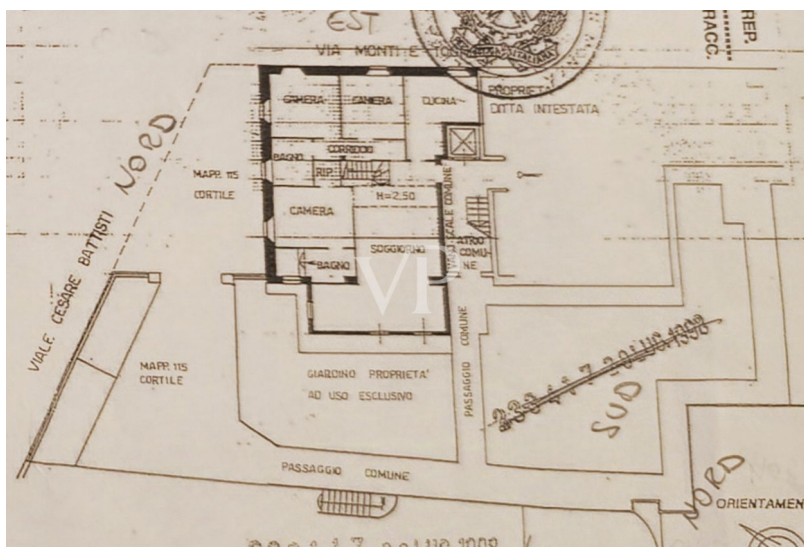 EST
VIA MONTI E
REP.
RACC.
PROPRIETA
DITTA INTESTATA
CAMERA
CAMERA
CUCINA
NORD
CORRIDOIO
BAGNO
RIP.
MAPP. 115
CORTILE
H=2.50
CAMERA
VANO SCALE COMUNE
SOGGIORNO
ATRIO
COMU-
NE
BAGNO
VP
VIALE CESARE BATTISTI
MAPP. 115
CORTILE
GIARDINO PROPRIETA'
AD USO ESCLUSIVO
PASSAGGIO COMUNE
SUD
PASSAGGIO COMUNE
NORD
ORIENTAMEN